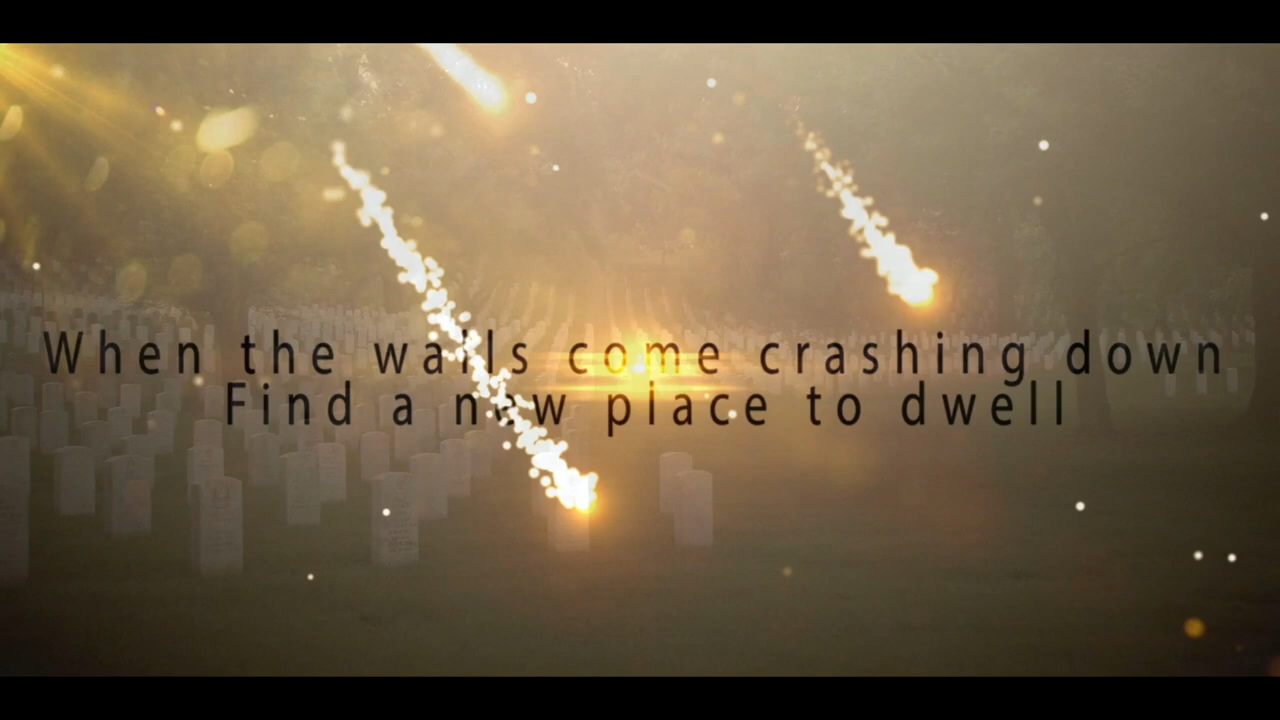 When the walls come crashing down
Find a new place to dwell